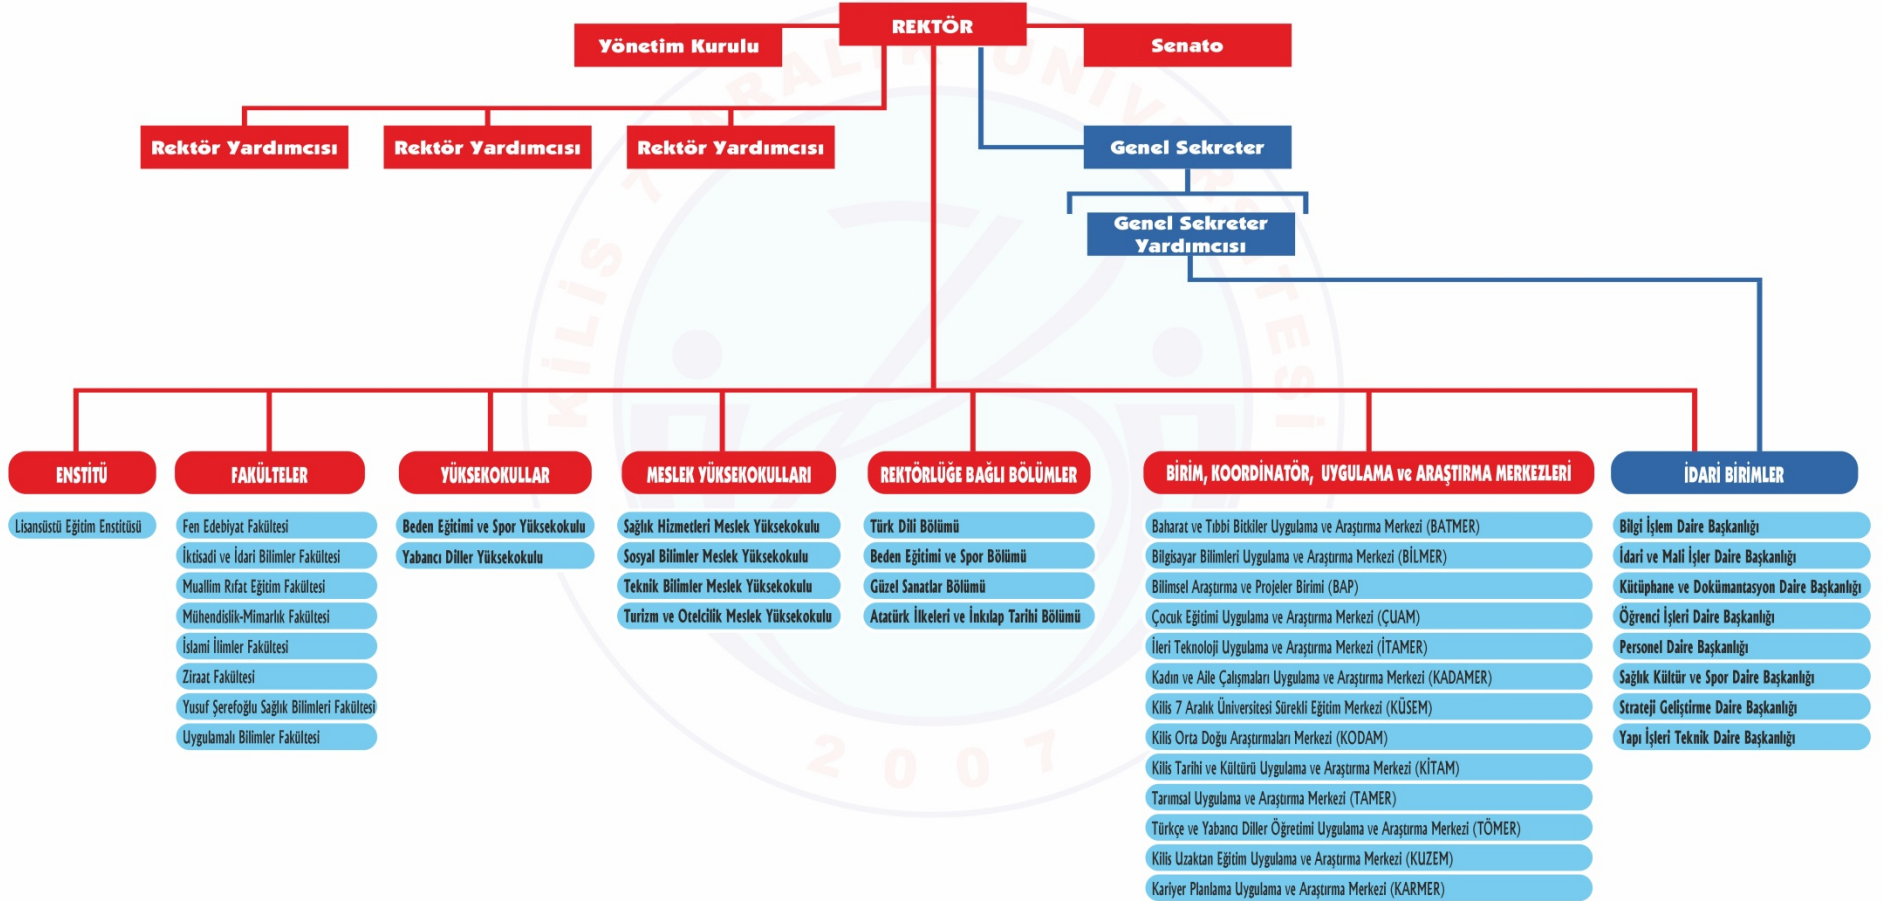 REKTÖR
Yönetim Kurulu
Senato
Rektör Yardımcısı
Rektör Yardımcısı
Rektör Yardımcısı
Genel Sekreter
Genel Sekreter
Yardımcısı
KİLİS 7 ARALIK ÜNİVERSİTESİ
2007
ENSTİTÜ
Lisansüstü Eğitim Enstitüsü
FAKÜLTELER
Fen Edebiyat Fakültesi
İktisadi ve İdari Bilimler Fakültesi
Muallim Rıfat Eğitim Fakültesi
Mühendislik-Mimarlık Fakültesi
İslami İlimler Fakültesi
Ziraat Fakültesi
Yusuf Şerefoğlu Sağlık Bilimleri Fakültesi
Uygulamalı Bilimler Fakültesi
YÜKSEKOKULLAR
Beden Eğitimi ve Spor Yüksekokulu
Yabancı Diller Yüksekokulu
MESLEK YÜKSEKOKULLARI
Sağlık Hizmetleri Meslek Yüksekokulu
Sosyal Bilimler Meslek Yüksekokulu
Teknik Bilimler Meslek Yüksekokulu
Turizm ve Otelcilik Meslek Yüksekokulu
REKTÖRLÜĞE BAĞLI BÖLÜMLER
Türk Dili Bölümü
Beden Eğitimi ve Spor Bölümü
Güzel Sanatlar Bölümü
Atatürk İlkeleri ve İnkılap Tarihi Bölümü
BİRİM, KOORDİNATÖR, UYGULAMA ve ARAŞTIRMA MERKEZLERİ
Baharat ve Tıbbi Bitkiler Uygulama ve Araştırma Merkezi (BATMER)
Bilgisayar Bilimleri Uygulama ve Araştırma Merkezi (BİLMER)
Bilimsel Araştırma ve Projeler Birimi (BAP)
Çocuk Eğitimi Uygulama ve Araştırma Merkezi (ÇUAM)
İleri Teknoloji Uygulama ve Araştırma Merkezi (İTAMER)
Kadın ve Aile Çalışmaları Uygulama ve Araştırma Merkezi (KADAMER)
Kilis 7 Aralık Üniversitesi Sürekli Eğitim Merkezi (KÜSEM)
Kilis Orta Doğu Araştırmaları Merkezi (KODAM)
Kilis Tarihi ve Kültürü Uygulama ve Araştırma Merkezi (KİTAM)
Tarımsal Uygulama ve Araştırma Merkezi (TAMER)
Türkçe ve Yabancı Diller Öğretimi Uygulama ve Araştırma Merkezi (TÖMER)
Kilis Uzaktan Eğitim Uygulama ve Araştırma Merkezi (KUZEM)
Kariyer Planlama Uygulama ve Araştırma Merkezi (KARMER)
İDARİ BİRİMLER
Bilgi İşlem Daire Başkanlığı
İdari ve Mali İşler Daire Başkanlığı
Kütüphane ve Dokümantasyon Daire Başkanlığı
Öğrenci İşleri Daire Başkanlığı
Personel Daire Başkanlığı
Sağlık Kültür ve Spor Daire Başkanlığı
Strateji Geliştirme Daire Başkanlığı
Yapı İşleri Teknik Daire Başkanlığı